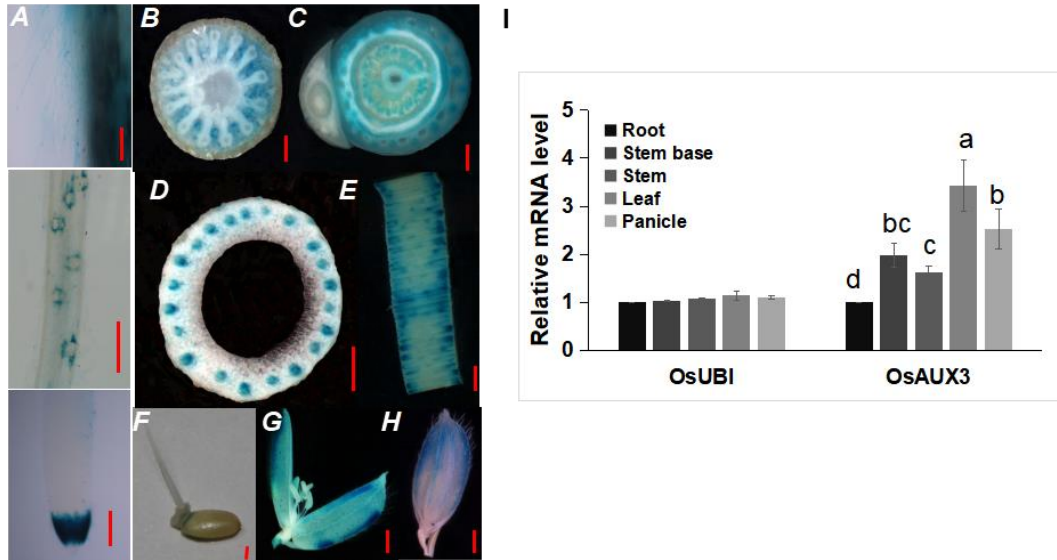 A
B
C
D
E
F
G
H
I
Relative mRNA level
5
4
3
2
1
0
Root
Stem base
Stem
Leaf
Panicle
d
bc
c
a
b
OsUBI
OsAUX3